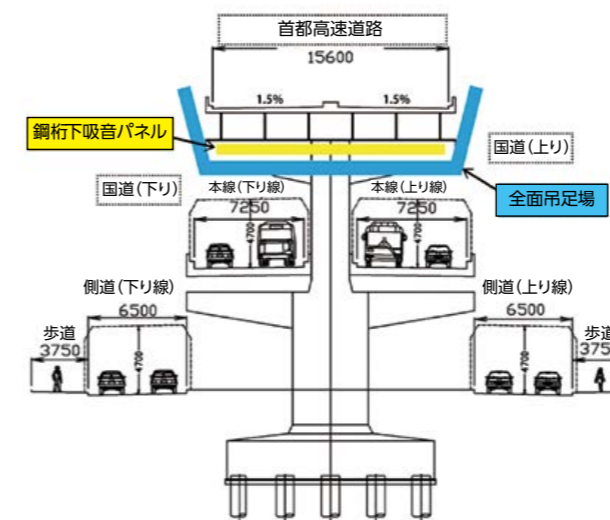 首都高速道路
15600
1.5%
1.5%
鋼桁下吸音パネル
国道(上り)
国道(下り)
全面吊足場
本線(下り線)
本線(上り線)
7250
7250
4700
4700
側道(下り線)
側道(上り線)
6500
6500
歩道
歩道
3750
375
4700
4700